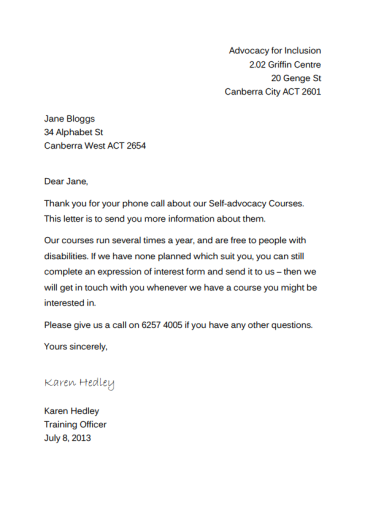 Advocacy for Inclusion
2.02 Griffin Centre
20 Genge St
Canberra City ACT 2601
Jane Bloggs
34 Alphabet St
Canberra West ACT 2654
Dear Jane,
Thank you for your phone call about our Self-advocacy Courses.
This letter is to send you more information about them.
Our courses run several times a year, and are free to people with
disabilities. If we have none planned which suit you, you can still
complete an expression of interest form and send it to us – then we
will get in touch with you whenever we have a course you might be
interested in.
Please give us a call on 6257 4005 if you have any other questions.
Yours sincerely,
Karen Hedley
Karen Hedley
Training Officer
July 8, 2013